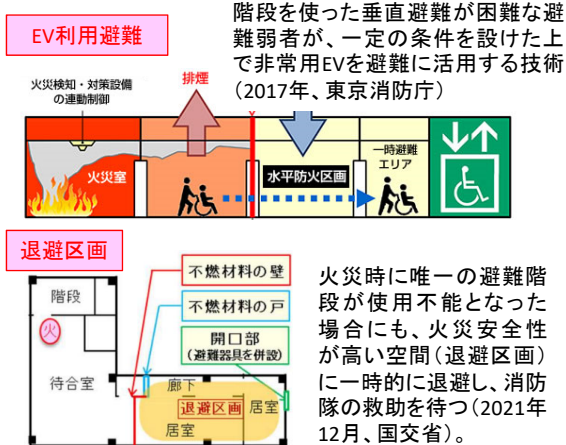 EV利用避難
階段を使った垂直避難が困難な避
難弱者が、一定の条件を設けた上
で非常用EVを避難に活用する技術
(2017年、東京消防庁)
火災検知・対策設備
の連動制御
排煙
火災室
水平防火区画
一時避難
エリア
退避区画
階段
火
待合室
不燃材料の壁
不燃材料の戸
開口部
(避難器具を併設)
廊下
退避区画
居室
居室
火災時に唯一の避難階
段が使用不能となった
場合にも、火災安全性
が高い空間(退避区画)
に一時的に退避し、消防
隊の救助を待つ(2021年
12月、国交省)。